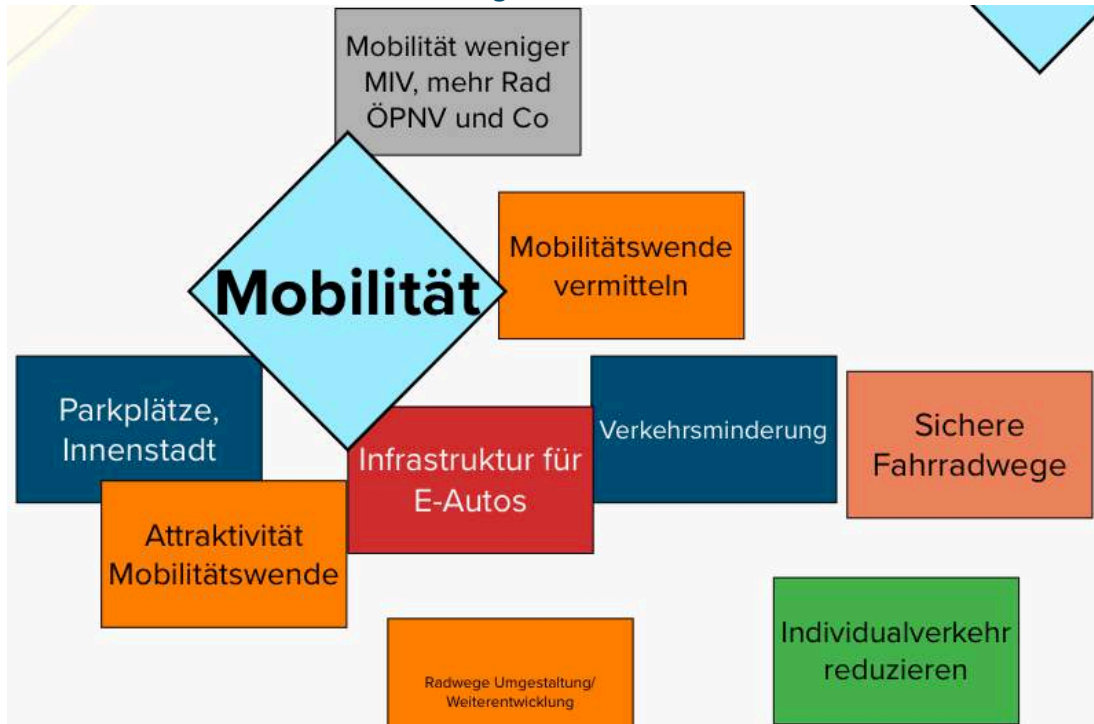 Mobilität weniger
MIV, mehr Rad
ÖPNV und Co
Mobilitätswende
vermitteln
Mobilität
Parkplätze,
Innenstadt
Verkehrsminderung
Sichere
Fahrradwege
Infrastruktur für
E-Autos
Attraktivität
Mobilitätswende
Individualverkehr
reduzieren
Radwege Umgestaltung/
Weiterentwicklung